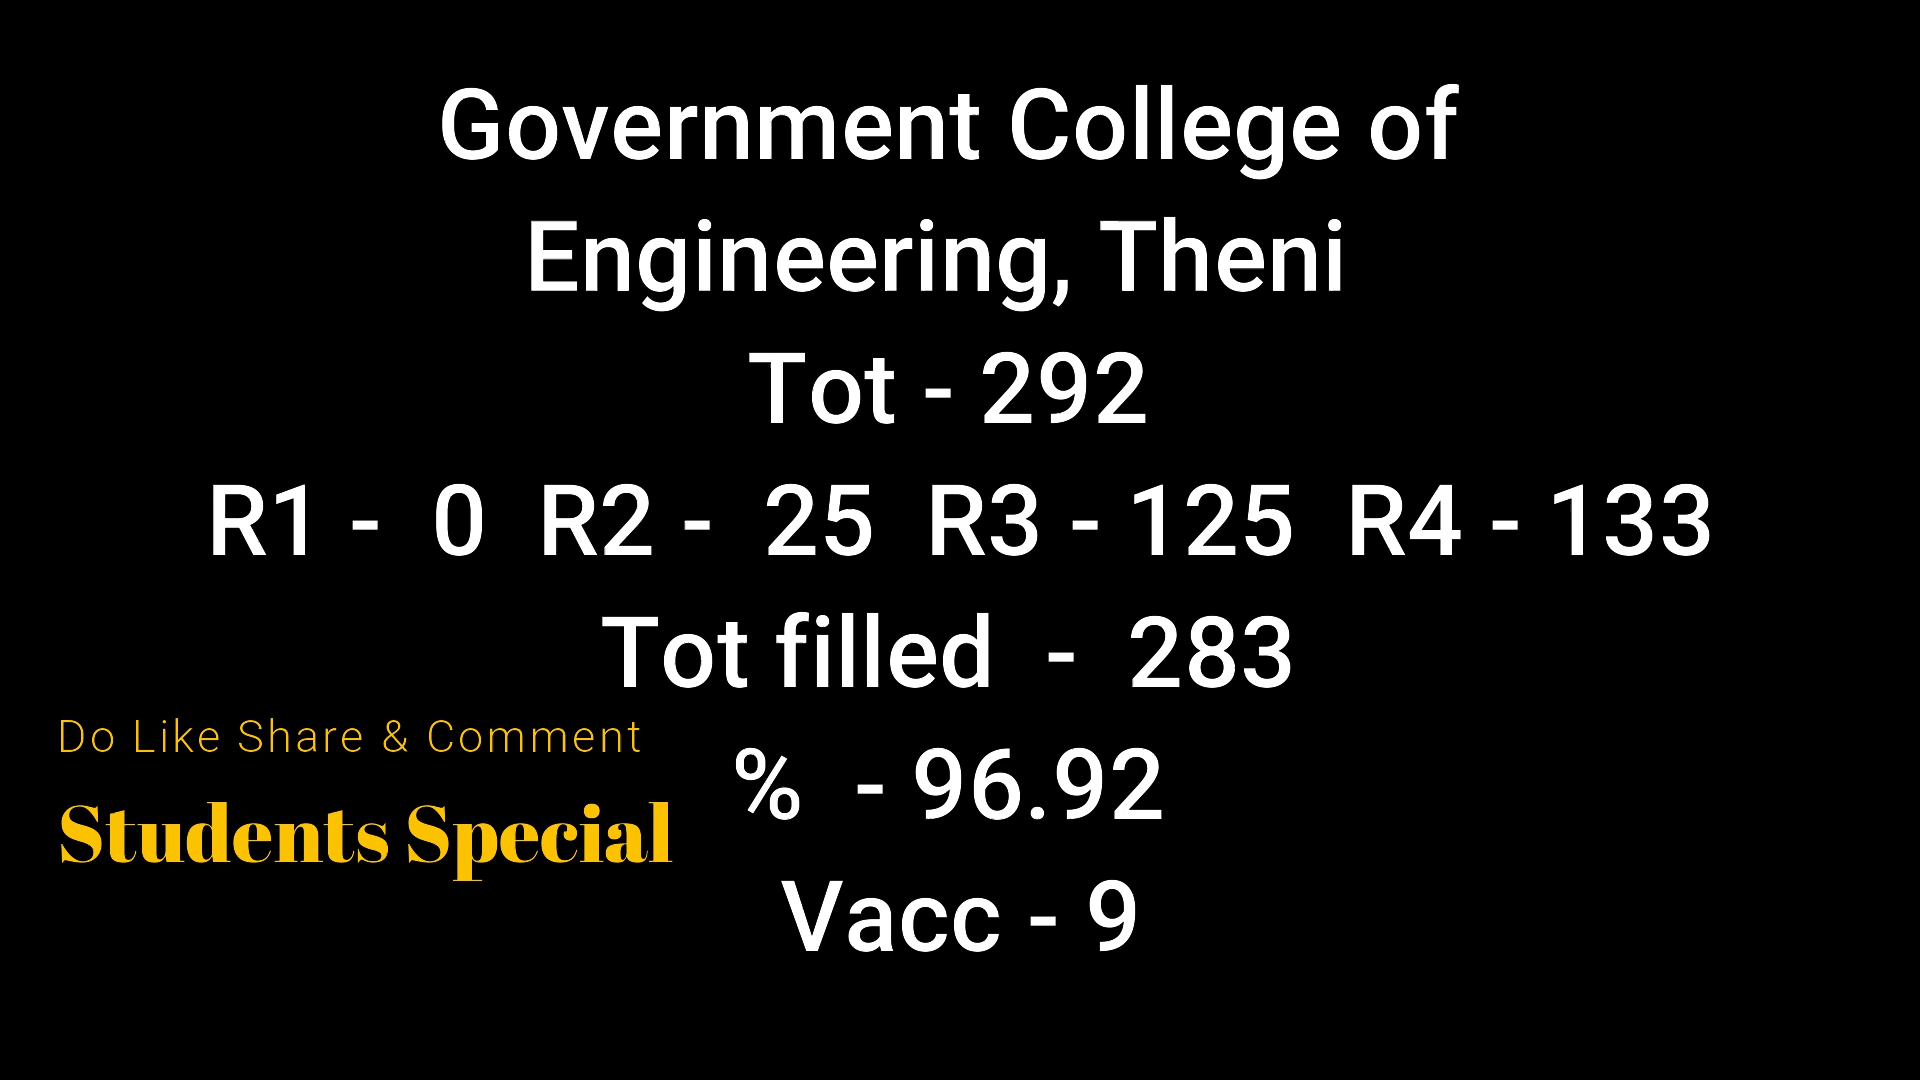 Government College of
Engineering, Theni
Tot - 292
R1 - 0 R2 - 25 R3 - 125 R4 - 133
Tot filled - 283
% - 96.92
Vacc - 9
Do Like Share & Comment
Students Special